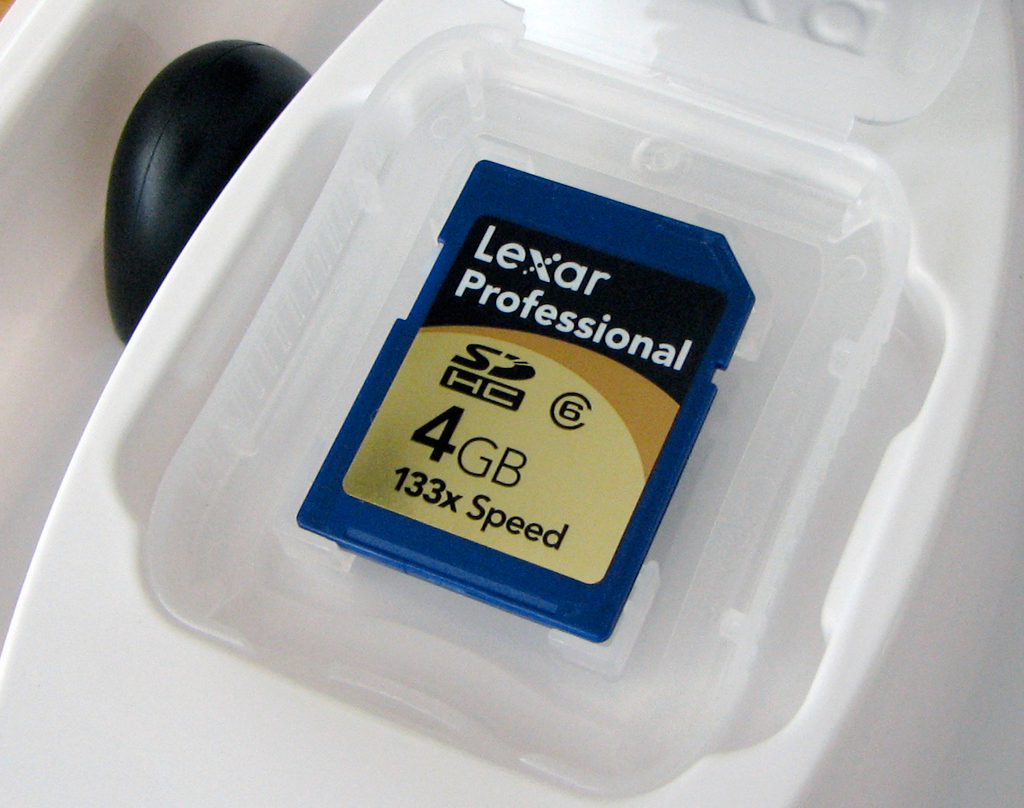 Lexar
Professional
SD
HC
6
4GB
133x Speed